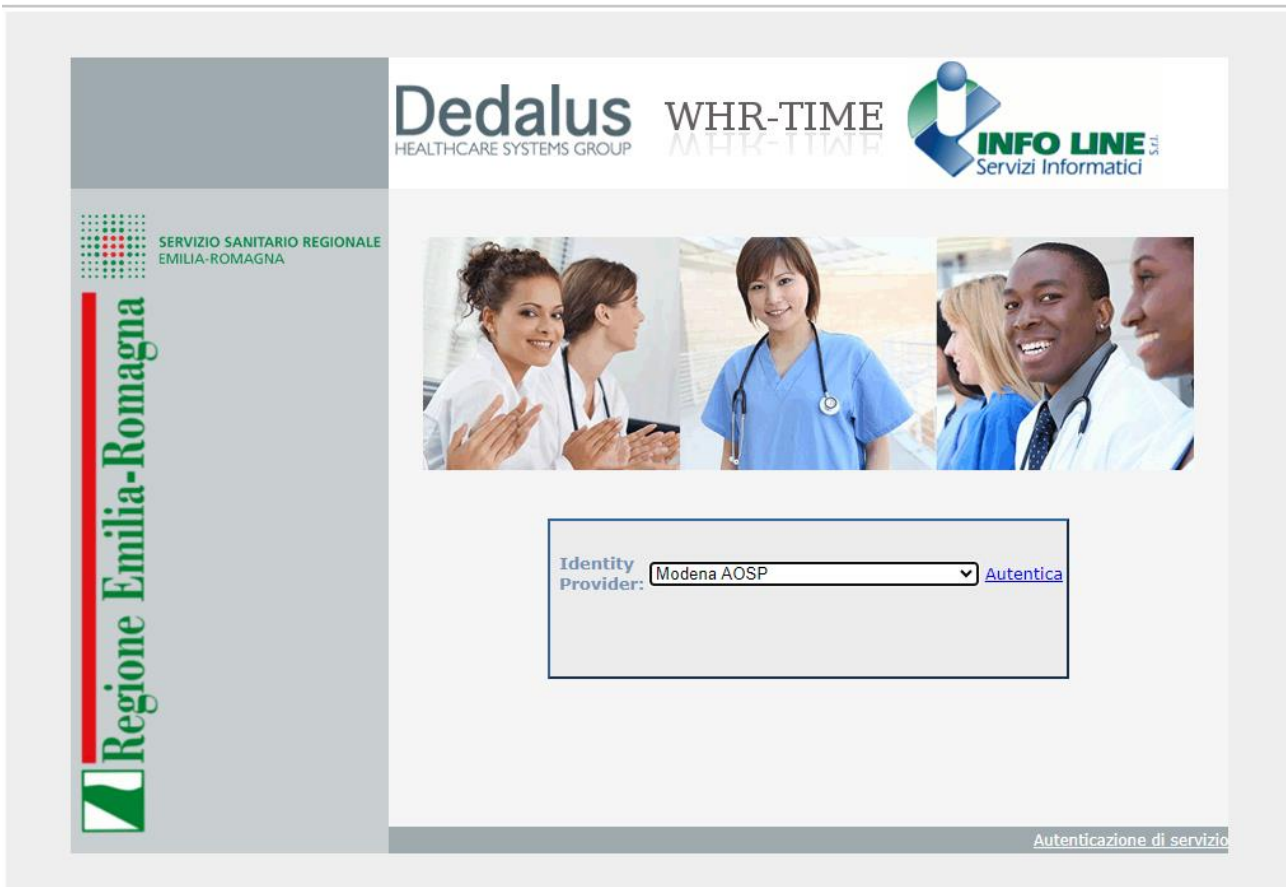 Dedalus
HEALTHCARE SYSTEMS GROUP
WHR-TIME
INFO LINE S.r.l.
Servizi Informatici
SERVIZIO SANITARIO REGIONALE
EMILIA-ROMAGNA
Regione Emilia-Romagna
Identity
Provider:
Modena AOSP
Autentica
Autenticazione di servizio